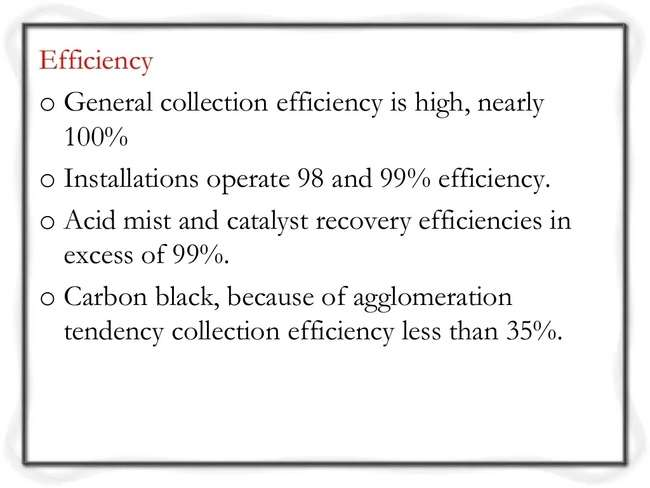 Efficiency
o General collection efficiency is high, nearly
100%
o Installations operate 98 and 99% efficiency.
o Acid mist and catalyst recovery efficiencies in
excess of 99%.
o Carbon black, because of agglomeration
tendency collection efficiency less than 35%.